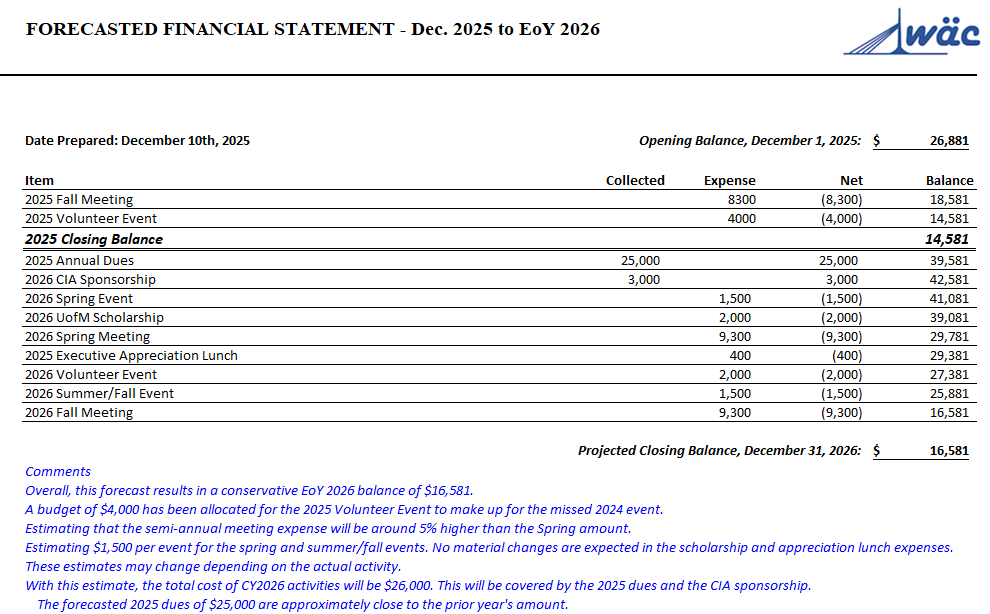 FORECASTED FINANCIAL STATEMENT - Dec. 2025 to EoY 2026
wäc
Date Prepared: December 10th, 2025 Opening Balance, December 1, 2025: $ 26,881
Item Collected Expense Net Balance
2025 Fall Meeting 8300 (8,300) 18,581
2025 Volunteer Event 4000 (4,000) 14,581
2025 Closing Balance 14,581
2025 Annual Dues 25,000 25,000 39,581
2026 CIA Sponsorship 3,000 3,000 42,581
2026 Spring Event 1,500 (1,500) 41,081
2026 UofM Scholarship 2,000 (2,000) 39,081
2026 Spring Meeting 9,300 (9,300) 29,781
2025 Executive Appreciation Lunch 400 (400) 29,381
2026 Volunteer Event 2,000 (2,000) 27,381
2026 Summer/Fall Event 1,500 (1,500) 25,881
2026 Fall Meeting 9,300 (9,300) 16,581
Projected Closing Balance, December 31, 2026: $ 16,581
Comments
Overall, this forecast results in a conservative EoY 2026 balance of $16,581.
A budget of $4,000 has been allocated for the 2025 Volunteer Event to make up for the missed 2024 event.
Estimating that the semi-annual meeting expense will be around 5% higher than the Spring amount.
Estimating $1,500 per event for the spring and summer/fall events. No material changes are expected in the scholarship and appreciation lunch expenses.
These estimates may change depending on the actual activity.
With this estimate, the total cost of CY2026 activities will be $26,000. This will be covered by the 2025 dues and the CIA sponsorship.
The forecasted 2025 dues of $25,000 are approximately close to the prior year's amount.